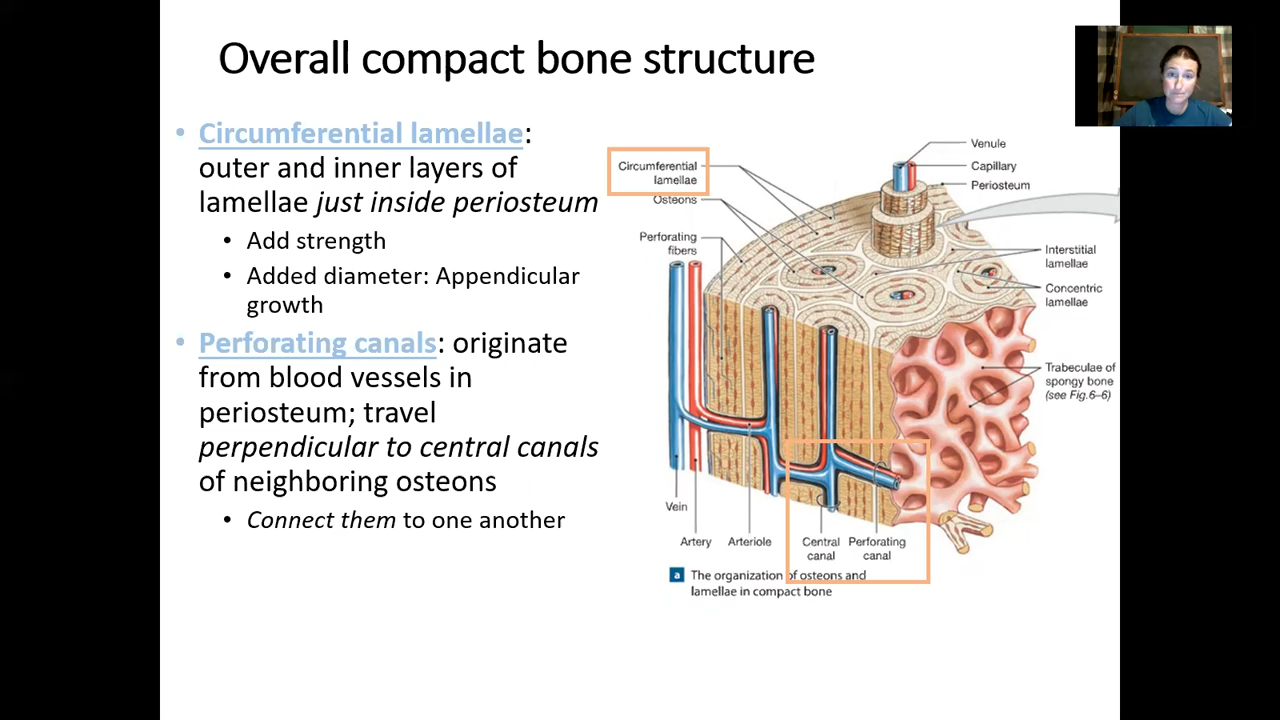 Overall compact bone structure
• Circumferential lamellae:
outer and inner layers of
lamellae just inside periosteum
• Add strength
• Added diameter: Appendicular
growth
• Perforating canals: originate
from blood vessels in
periosteum; travel
perpendicular to central canals
of neighboring osteons
• Connect them to one another
Circumferential
lamellae
Osteons
Perforating
fibers
Venule
Capillary
Periosteum
Interstitial
lamellae
Concentric
lamellae
Trabeculae of
spongy bone
(see Fig.6–6)
Vein
Artery
Arteriole
Central
canal
Perforating
canal
a The organization of osteons and
lamellae in compact bone